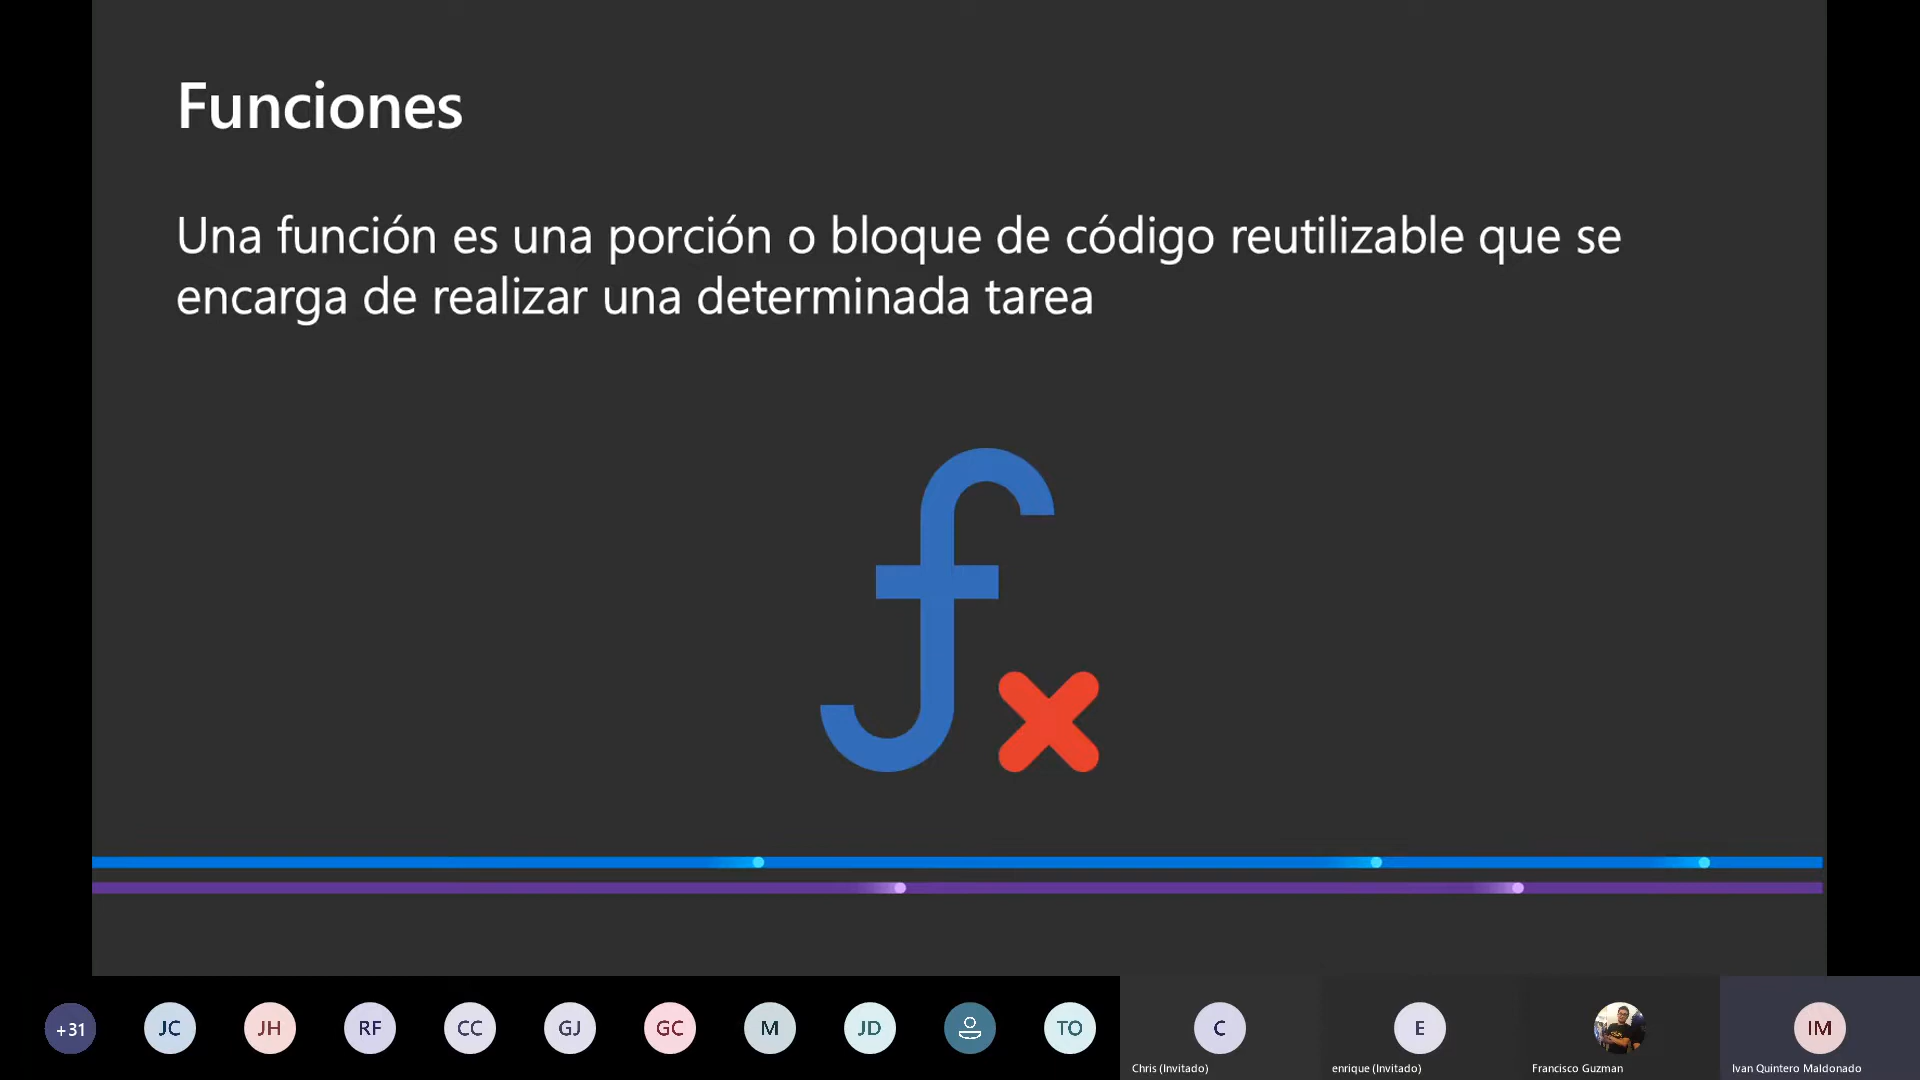 Funciones
Una función es una porción o bloque de código reutilizable que se
encarga de realizar una determinada tarea
+31
JC
JH
RF
CC
GJ
GC
M
JD
TO
C
E
IM
Chris (Invitado)
enrique (Invitado)
Francisco Guzman
Ivan Quintero Maldonado